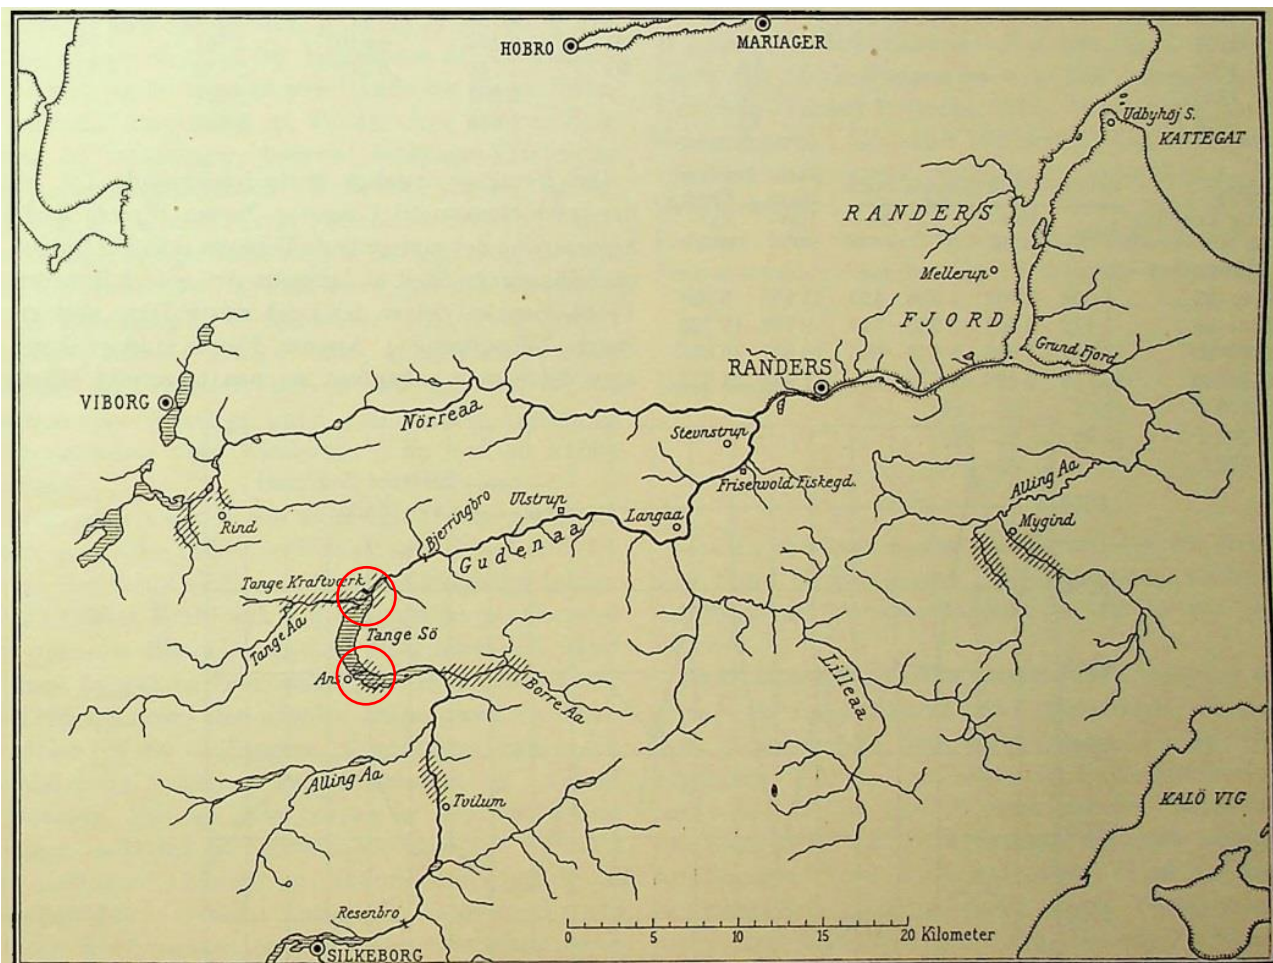 HOBRO
MARIAGER
Udbyhöj S.
KATTEGAT
RANDERS
Mellerup
FJORD
Grund Fjord
RANDERS
VIBORG
Nörreaa
Stevnstrup
Alling Aa
Frisenvold Fiskegd.
Ulstrup
Bjerringbro
Langaa
Mygind
Rind
Gudenaa
Tange Kraftværk
Tange Aa
Tange Sö
Ans
Borre Aa
Lilleaa
Alling Aa
Tvilum
KALÖ VIG
Resenbro
0 5 10 15 20 Kilometer
SILKEBORG